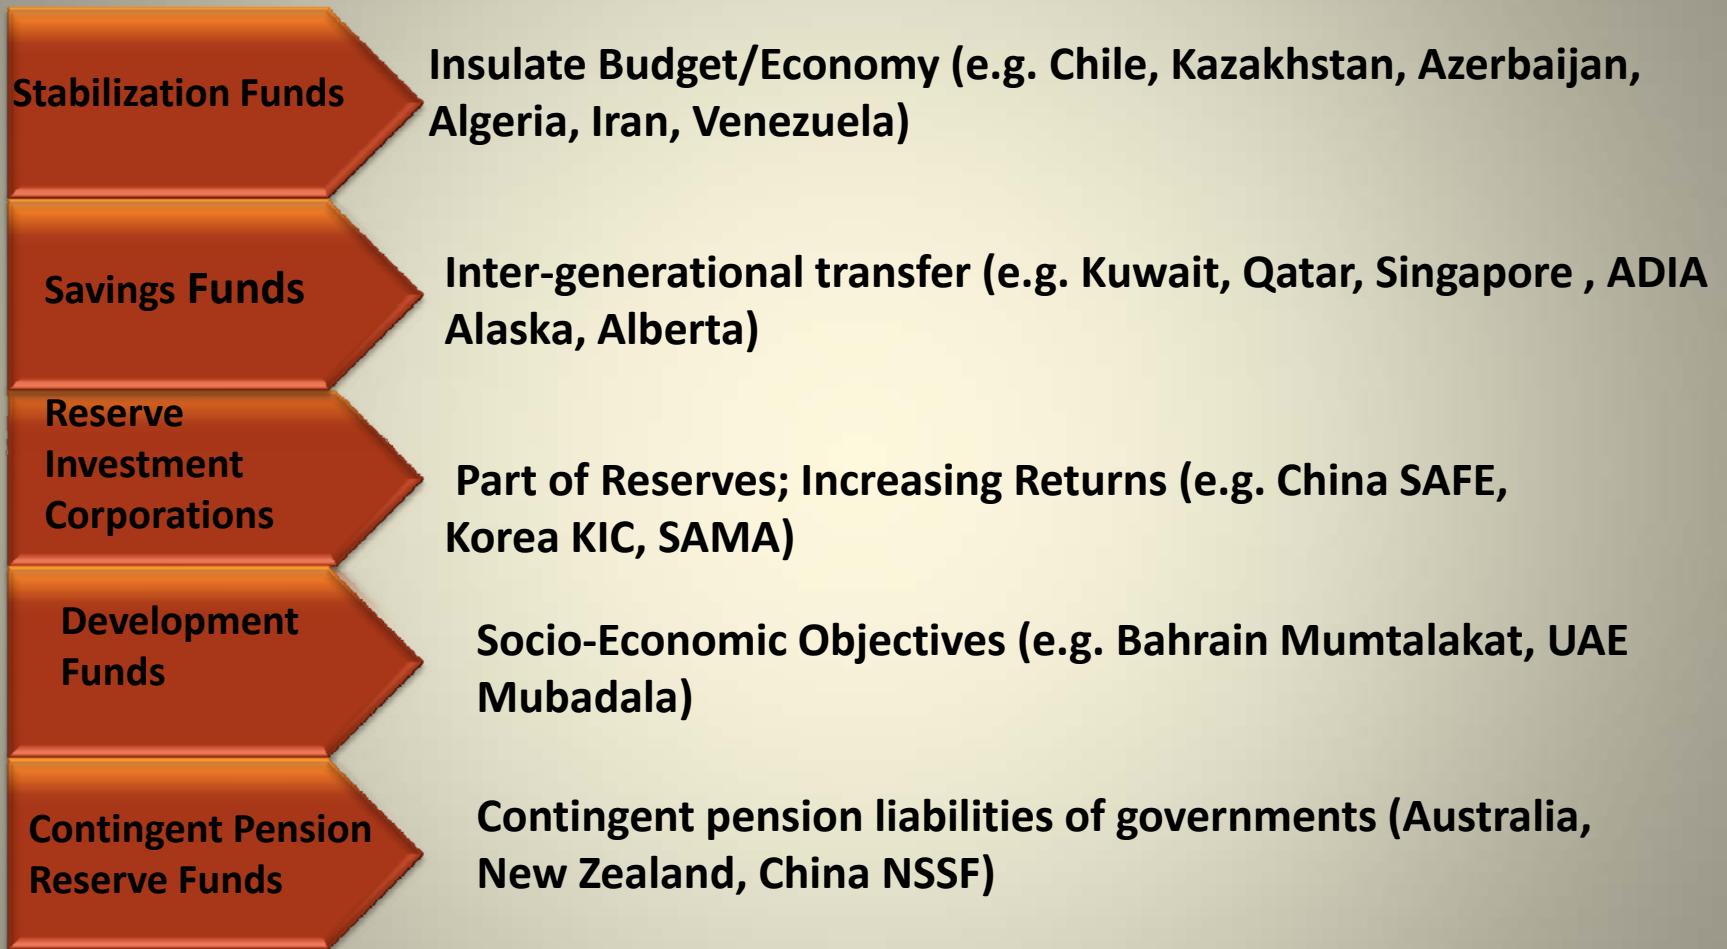 Stabilization Funds
Insulate Budget/Economy (e.g. Chile, Kazakhstan, Azerbaijan,
Algeria, Iran, Venezuela)
Savings Funds
Inter-generational transfer (e.g. Kuwait, Qatar, Singapore , ADIA
Alaska, Alberta)
Reserve
Investment
Corporations
Part of Reserves; Increasing Returns (e.g. China SAFE,
Korea KIC, SAMA)
Development
Funds
Socio-Economic Objectives (e.g. Bahrain Mumtalakat, UAE
Mubadala)
Contingent Pension
Reserve Funds
Contingent pension liabilities of governments (Australia,
New Zealand, China NSSF)